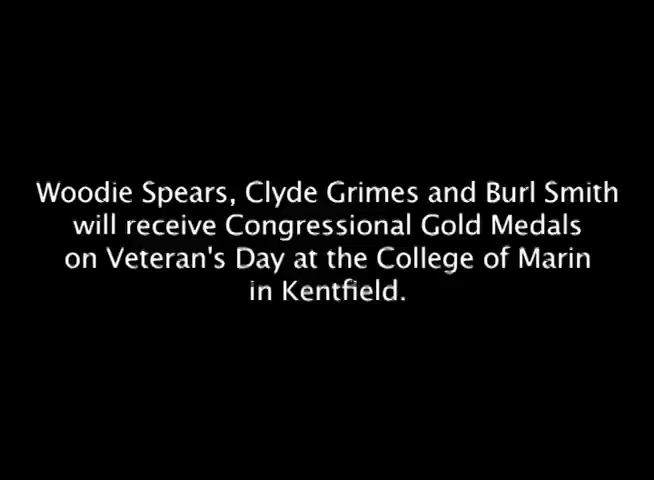 Woodie Spears, Clyde Grimes and Burl Smith
will receive Congressional Gold Medals
on Veteran's Day at the College of Marin
in Kentfield.